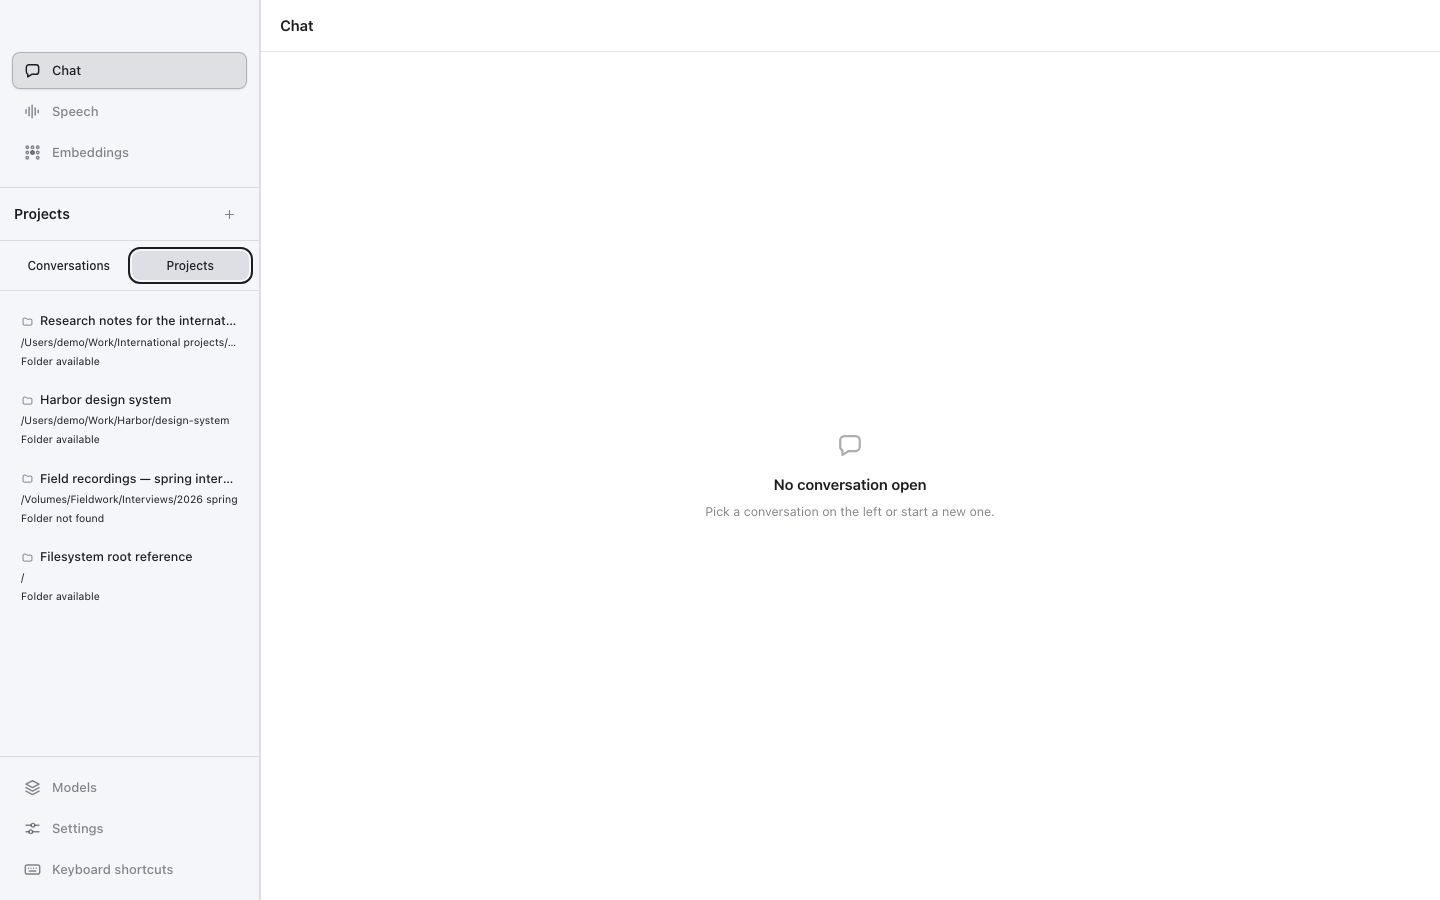 Chat
Chat
Speech
Embeddings
Projects
Conversations
Projects
Research notes for the internat...
/Users/demo/Work/International projects/...
Folder available
Harbor design system
/Users/demo/Work/Harbor/design-system
Folder available
Field recordings — spring inter...
/Volumes/Fieldwork/Interviews/2026 spring
Folder not found
Filesystem root reference
/
Folder available
No conversation open
Pick a conversation on the left or start a new one.
Models
Settings
Keyboard shortcuts